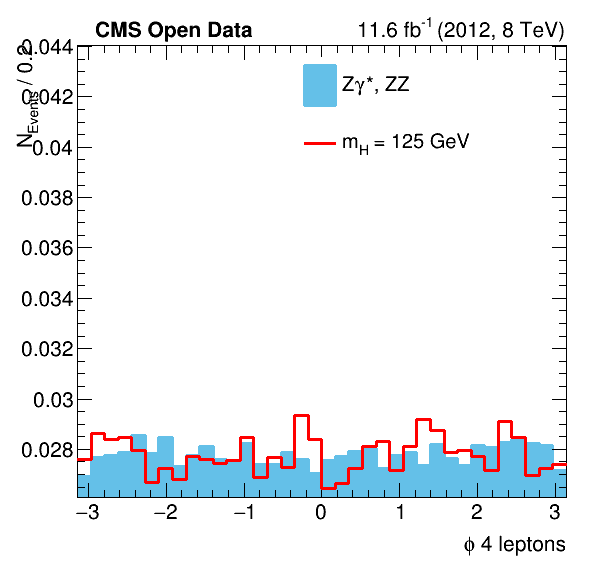 CMS Open Data 11.6 fb⁻¹ (2012, 8 TeV)
N_Events / 0.2
0.044
0.042
0.04
0.038
0.036
0.034
0.032
0.03
0.028
Zγ*, ZZ
m_H = 125 GeV
−3 −2 −1 0 1 2 3
ϕ 4 leptons